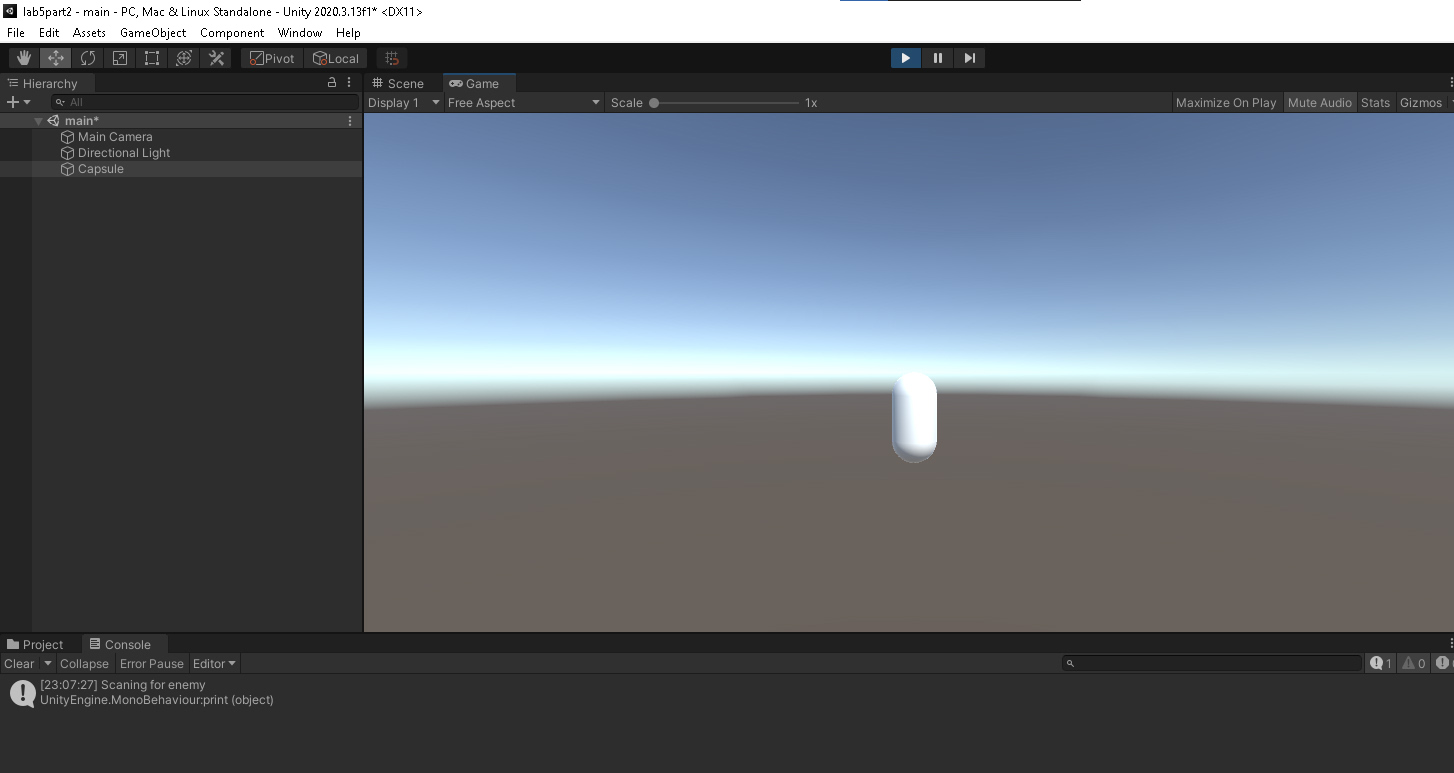 lab5part2 - main - PC, Mac & Linux Standalone - Unity 2020.3.13f1* <DX11>
File Edit Assets GameObject Component Window Help
Pivot Local
Hierarchy
All
main*
Main Camera
Directional Light
Capsule
Scene Game
Display 1 Free Aspect Scale 1x Maximize On Play Mute Audio Stats Gizmos
Project Console
Clear Collapse Error Pause Editor 1 0
[23:07:27] Scaning for enemy
UnityEngine.MonoBehaviour:print (object)